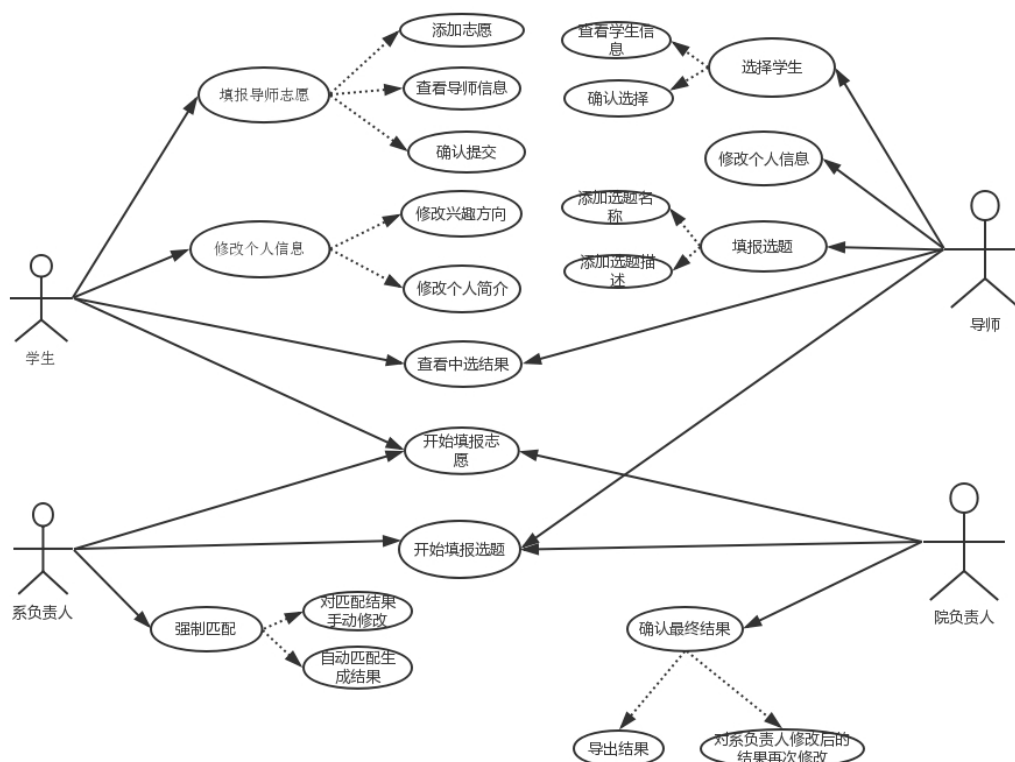 添加志愿
查看学生信
息
选择学生
填报导师志愿
查看导师信息
确认选择
确认提交
修改个人信息
添加选题名
称
修改兴趣方向
修改个人信息
填报选题
添加选题描
述
修改个人简介
导师
学生
查看中选结果
开始填报志
愿
开始填报选题
系负责人
对匹配结果
手动修改
强制匹配
确认最终结果
院负责人
自动匹配生
成结果
导出结果
对系负责人修改后的
结果再次修改